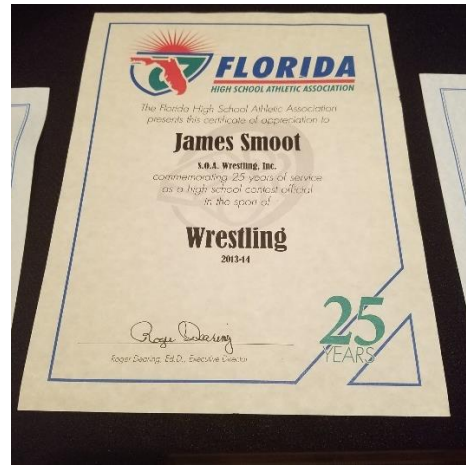 FLORIDA
HIGH SCHOOL ATHLETIC ASSOCIATION
The Florida High School Athletic Association
presents this certificate of appreciation to
James Smoot
S.O.A. Wrestling, Inc.
commemorating 25 years of service
as a high school contest official
in the sport of
Wrestling
2013-14
Roger Dearing
Roger Dearing, Ed.D., Executive Director
25
YEARS